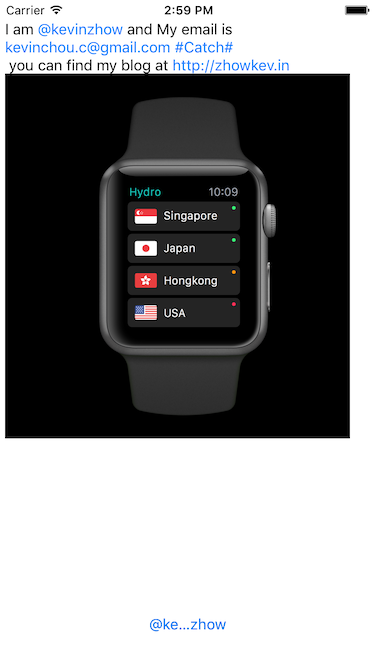 Carrier 2:59 PM
I am @kevinzhow and My email is
kevinchou.c@gmail.com #Catch#
you can find my blog at http://zhowkev.in
Hydro 10:09
Singapore
Japan
Hongkong
USA
@ke...zhow